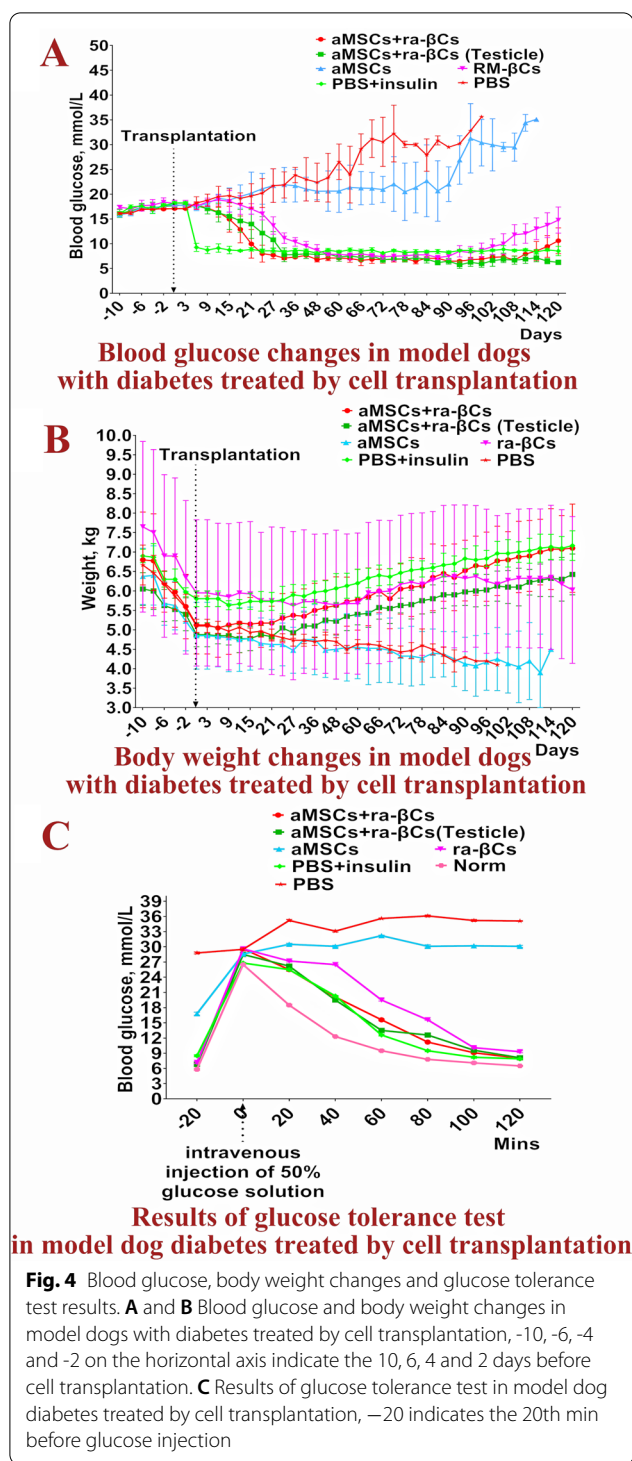 A
aMSCs+ra-βCs
aMSCs+ra-βCs (Testicle)
aMSCs RM-βCs
PBS+insulin PBS
Transplantation
Blood glucose, mmol/L
50
45
40
35
30
25
20
15
10
5
0
-10 -6 -2 3 9 15 21 27 36 48 60 66 72 78 84 90 96 102 108 114 120
Days
Blood glucose changes in model dogs
with diabetes treated by cell transplantation
B
aMSCs+ra-βCs
aMSCs+ra-βCs (Testicle)
aMSCs ra-βCs
PBS+insulin PBS
Transplantation
Weight, kg
10.0
9.5
9.0
8.5
8.0
7.5
7.0
6.5
6.0
5.5
5.0
4.5
4.0
3.5
3.0
-10 -6 -2 3 9 15 21 27 36 48 60 66 72 78 84 90 96 102 108 114 120
Days
Body weight changes in model dogs
with diabetes treated by cell transplantation
C
aMSCs+ra-βCs
aMSCs+ra-βCs(Testicle)
aMSCs ra-βCs
PBS+insulin Norm
PBS
Blood glucose, mmol/L
39
36
33
30
27
24
21
18
15
12
9
6
3
0
-20 0 20 40 60 80 100 120
Mins
intravenous
injection of 50%
glucose solution
Results of glucose tolerance test
in model dog diabetes treated by cell transplantation
Fig. 4 Blood glucose, body weight changes and glucose tolerance
test results. A and B Blood glucose and body weight changes in
model dogs with diabetes treated by cell transplantation, -10, -6, -4
and -2 on the horizontal axis indicate the 10, 6, 4 and 2 days before
cell transplantation. C Results of glucose tolerance test in model dog
diabetes treated by cell transplantation, −20 indicates the 20th min
before glucose injection